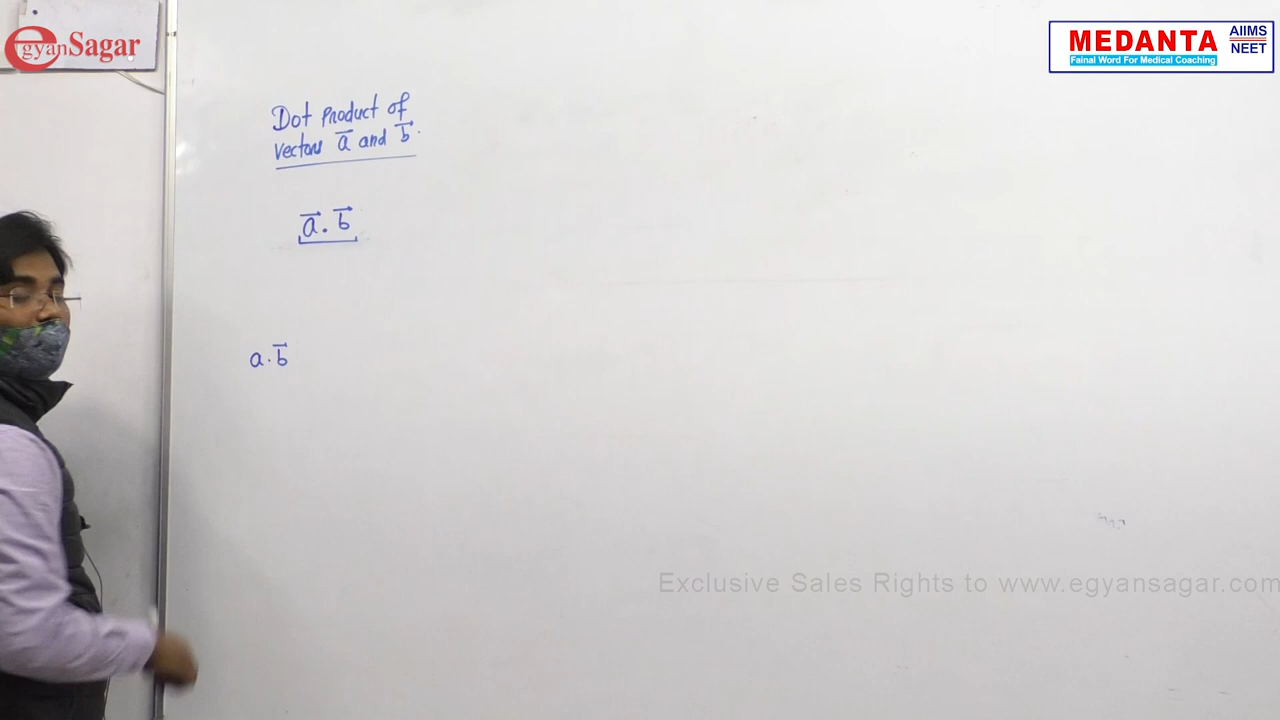 egyanSagar
MEDANTA
Fainal Word For Medical Coaching
AIIMS
NEET
Dot Product of
vectors a⃗ and b⃗.
a⃗ . b⃗
a . b⃗
Exclusive Sales Rights to www.egyansagar.com